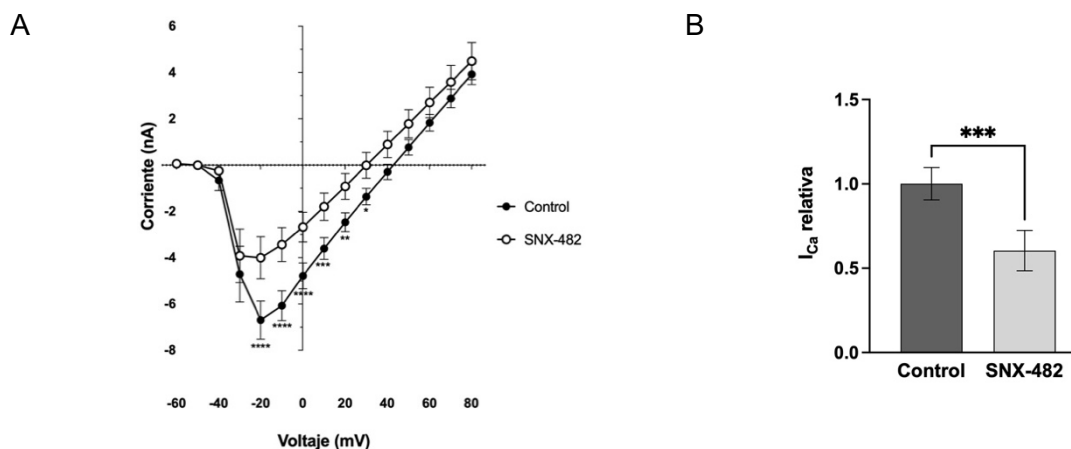 A
6
4
2
-2
-4
-6
-8
Corriente (nA)
-60 -40 -20 0 20 40 60 80
Voltaje (mV)
****
****
****
***
**
*
Control
SNX-482
B
1.5
1.0
0.5
0.0
I_Ca relativa
***
Control SNX-482